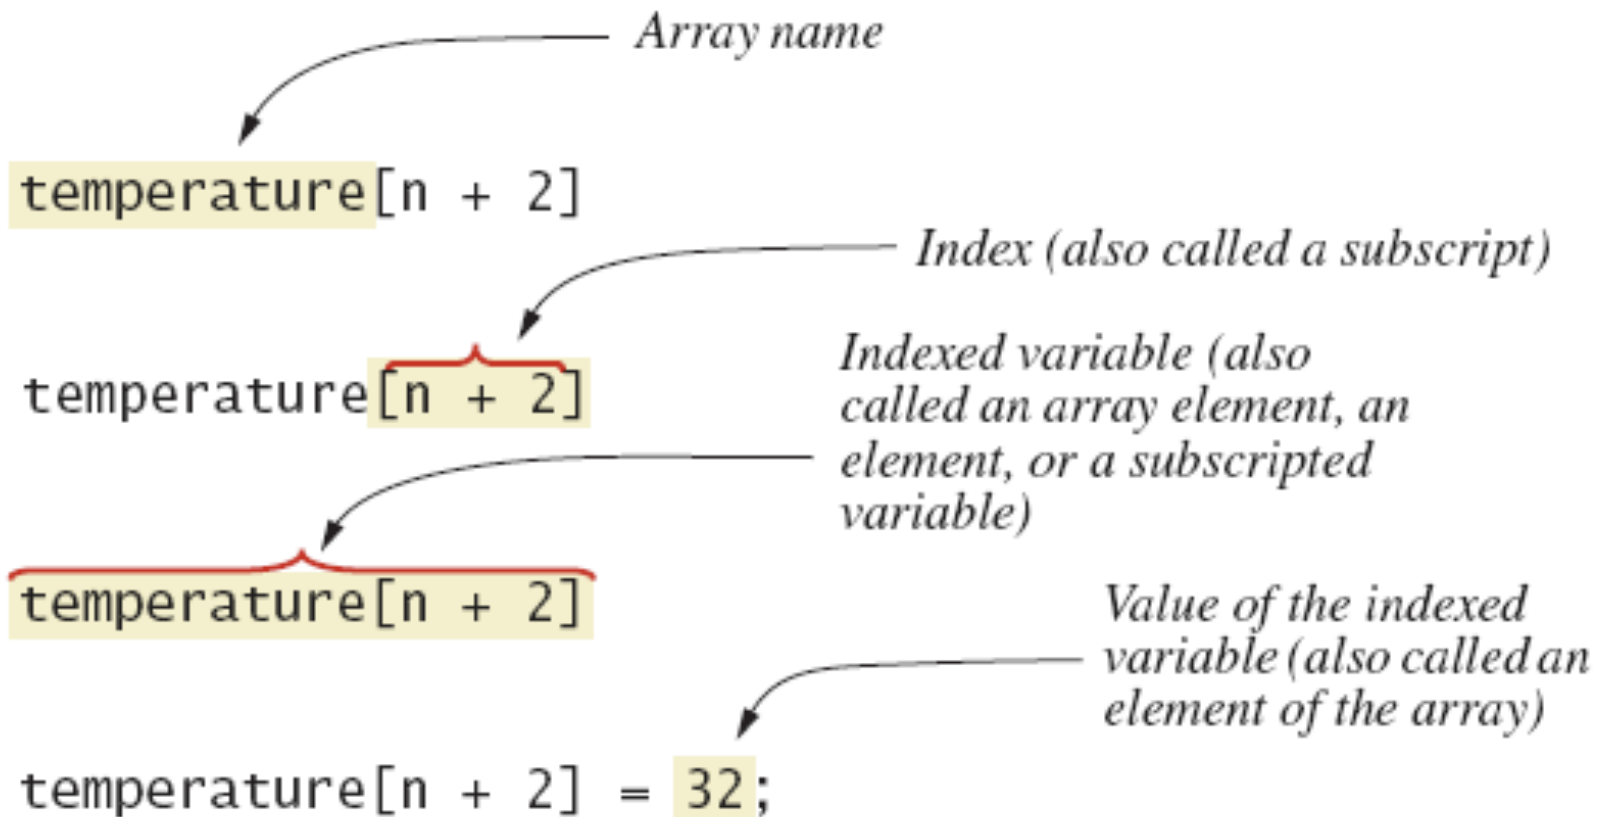 Array name
temperature[n + 2]
Index (also called a subscript)
temperature[n + 2]
Indexed variable (also
called an array element, an
element, or a subscripted
variable)
temperature[n + 2]
Value of the indexed
variable (also called an
element of the array)
temperature[n + 2] = 32;